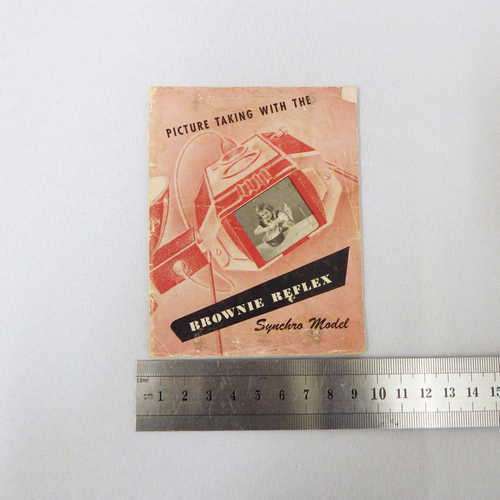 PICTURE TAKING WITH THE
BROWNIE REFLEX
Synchro Model
1 2 3 4 5 6 7 8 9 10 11 12 13 14 15